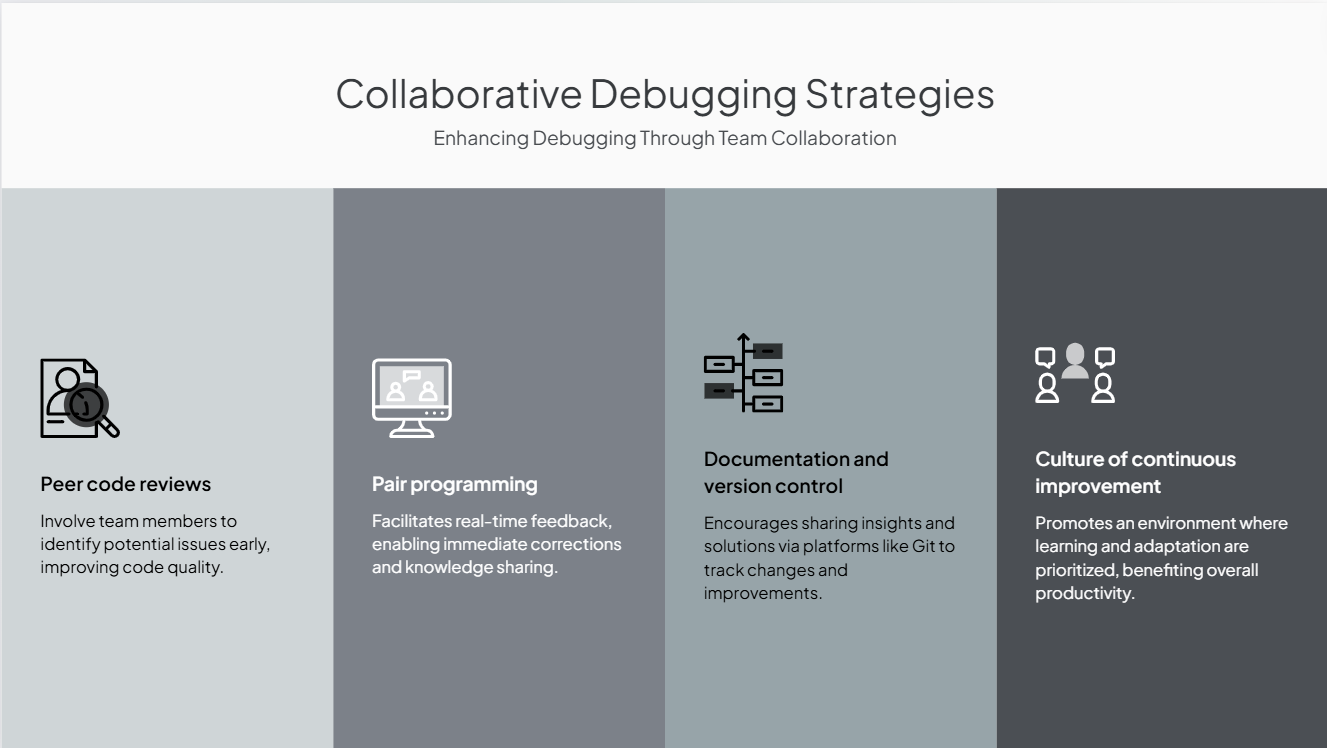 Collaborative Debugging Strategies
Enhancing Debugging Through Team Collaboration
Peer code reviews
Involve team members to
identify potential issues early,
improving code quality.
Pair programming
Facilitates real-time feedback,
enabling immediate corrections
and knowledge sharing.
Documentation and
version control
Encourages sharing insights and
solutions via platforms like Git to
track changes and
improvements.
Culture of continuous
improvement
Promotes an environment where
learning and adaptation are
prioritized, benefiting overall
productivity.